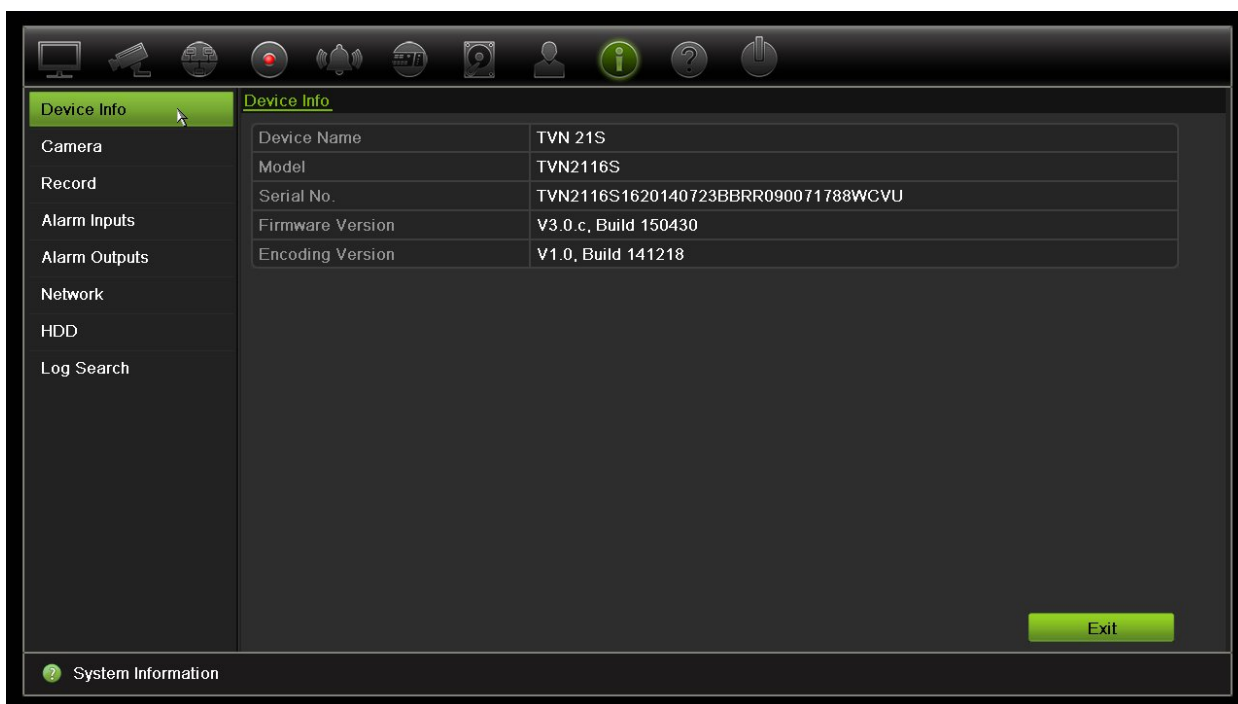 Device Info
Camera
Record
Alarm Inputs
Alarm Outputs
Network
HDD
Log Search
Device Info
Device Name TVN 21S
Model TVN2116S
Serial No. TVN2116S1620140723BBRR090071788WCVU
Firmware Version V3.0.c, Build 150430
Encoding Version V1.0, Build 141218
Exit
System Information